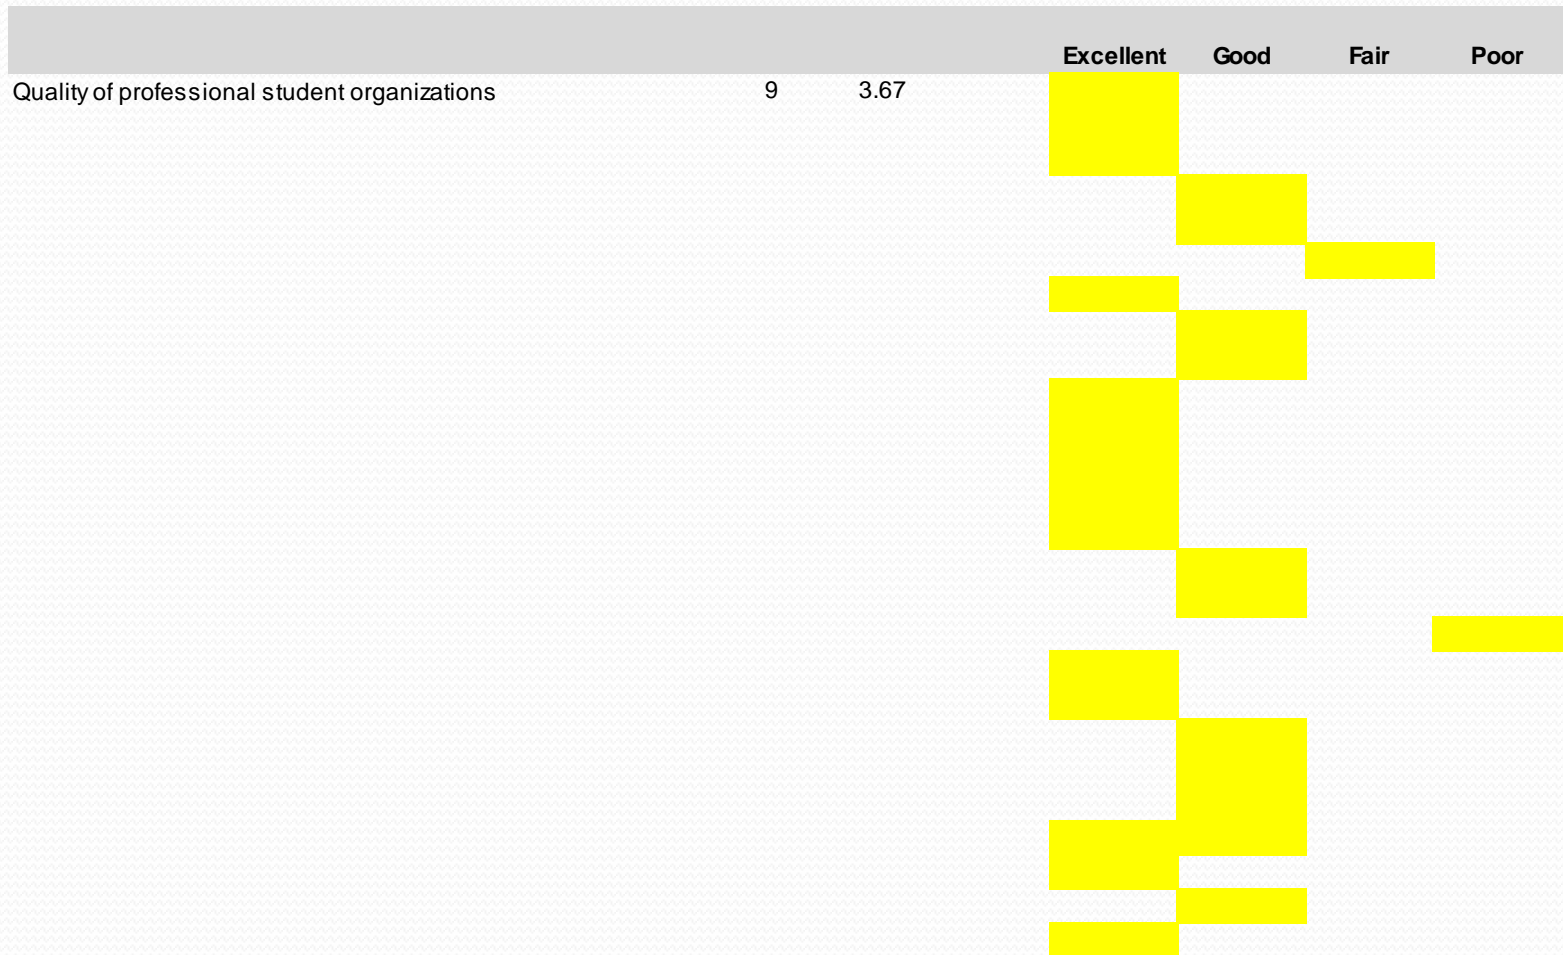 Excellent Good Fair Poor
Quality of professional student organizations 9 3.67